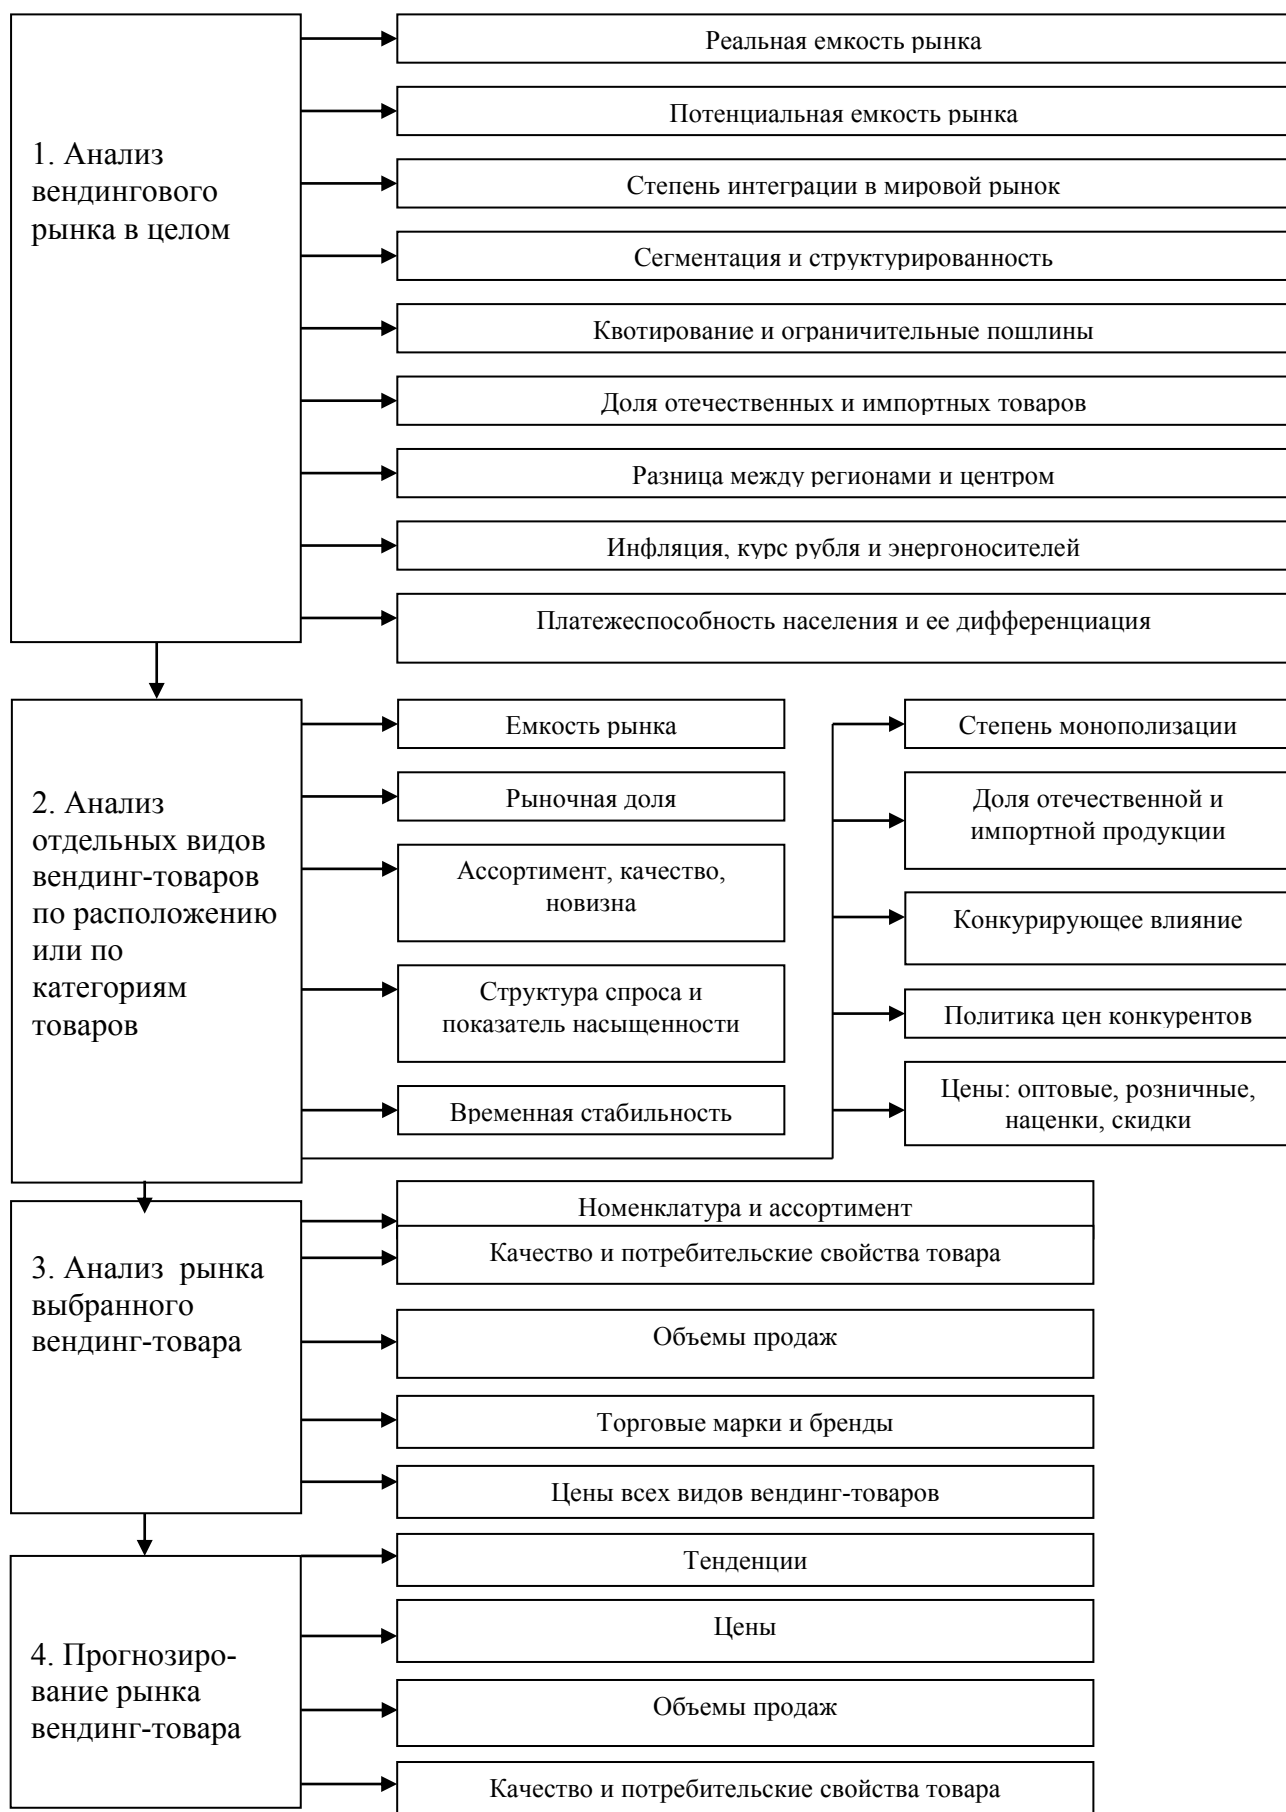 1. Анализ
вендингового
рынка в целом
Реальная емкость рынка
Потенциальная емкость рынка
Степень интеграции в мировой рынок
Сегментация и структурированность
Квотирование и ограничительные пошлины
Доля отечественных и импортных товаров
Разница между регионами и центром
Инфляция, курс рубля и энергоносителей
Платежеспособность населения и ее дифференциация
2. Анализ
отдельных видов
вендинг-товаров
по расположению
или по
категориям
товаров
Емкость рынка
Рыночная доля
Ассортимент, качество,
новизна
Структура спроса и
показатель насыщенности
Временная стабильность
Степень монополизации
Доля отечественной и
импортной продукции
Конкурирующее влияние
Политика цен конкурентов
Цены: оптовые, розничные,
наценки, скидки
3. Анализ  рынка
выбранного
вендинг-товара
Номенклатура и ассортимент
Качество и потребительские свойства товара
Объемы продаж
Торговые марки и бренды
Цены всех видов вендинг-товаров
4. Прогнозиро-
вание рынка
вендинг-товара
Тенденции
Цены
Объемы продаж
Качество и потребительские свойства товара